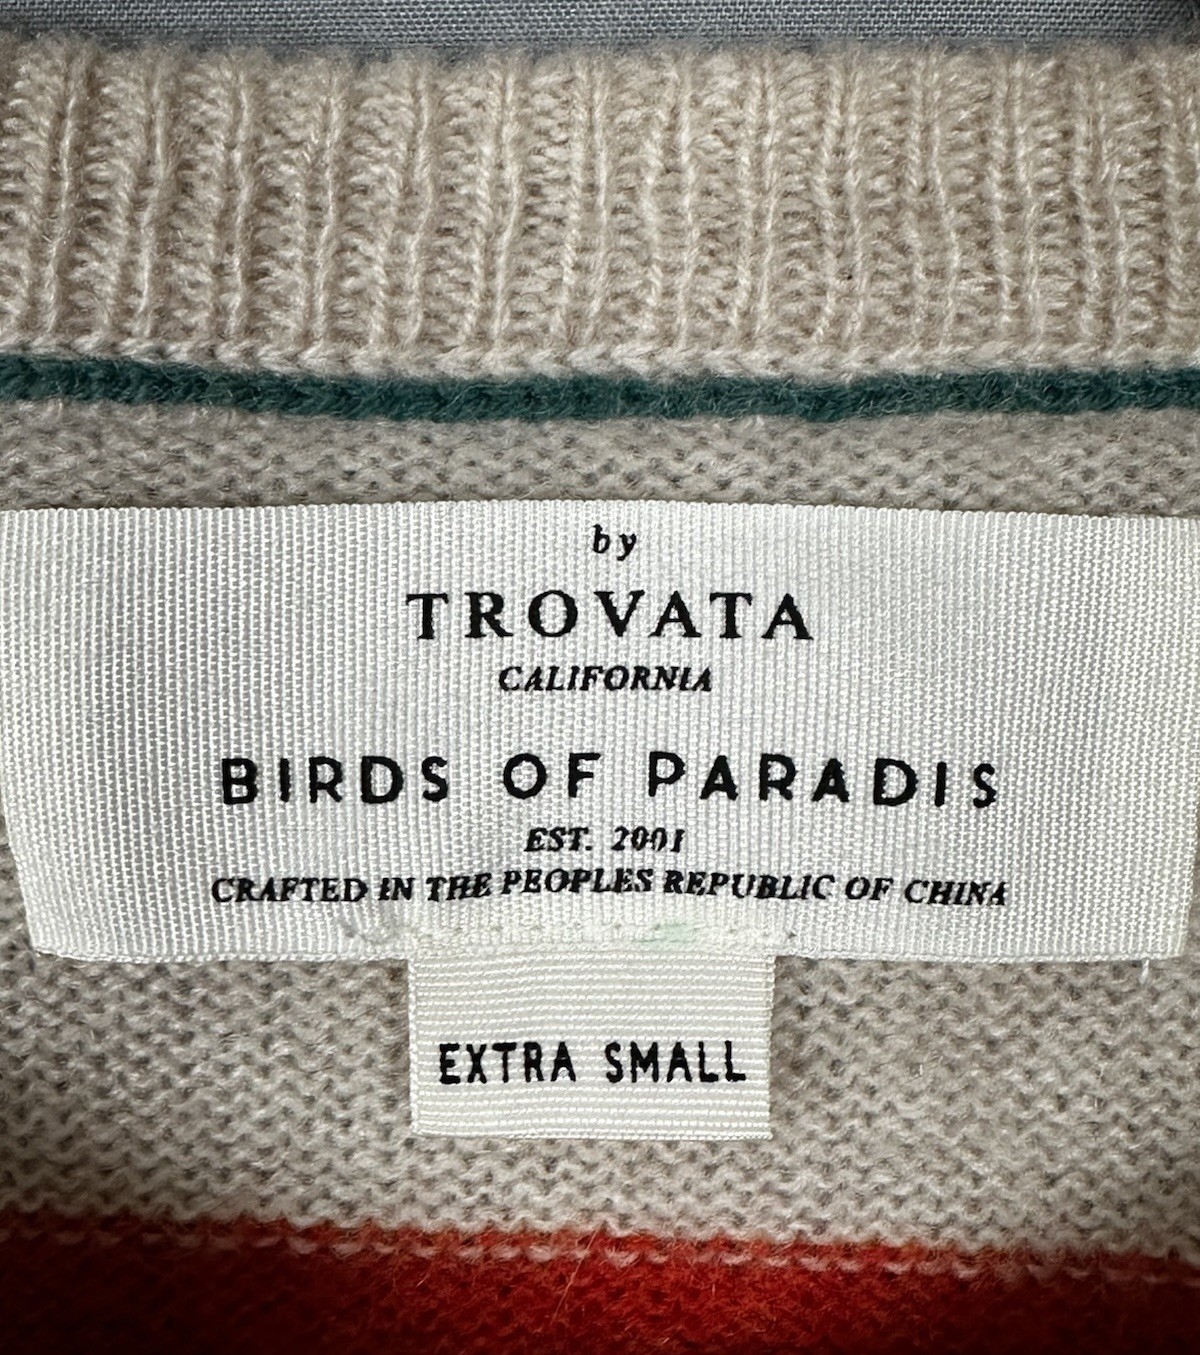 by
TROVATA
CALIFORNIA
BIRDS OF PARADIS
EST. 2001
CRAFTED IN THE PEOPLES REPUBLIC OF CHINA
EXTRA SMALL